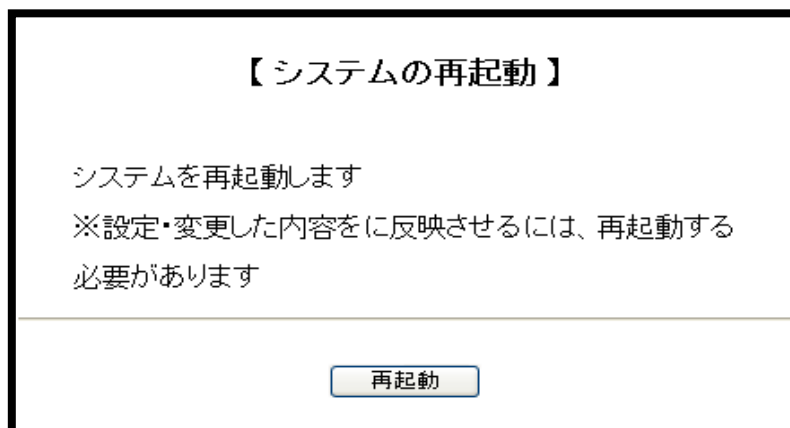 【 システムの再起動 】
システムを再起動します
※設定・変更した内容をに反映させるには、再起動する
必要があります
再起動